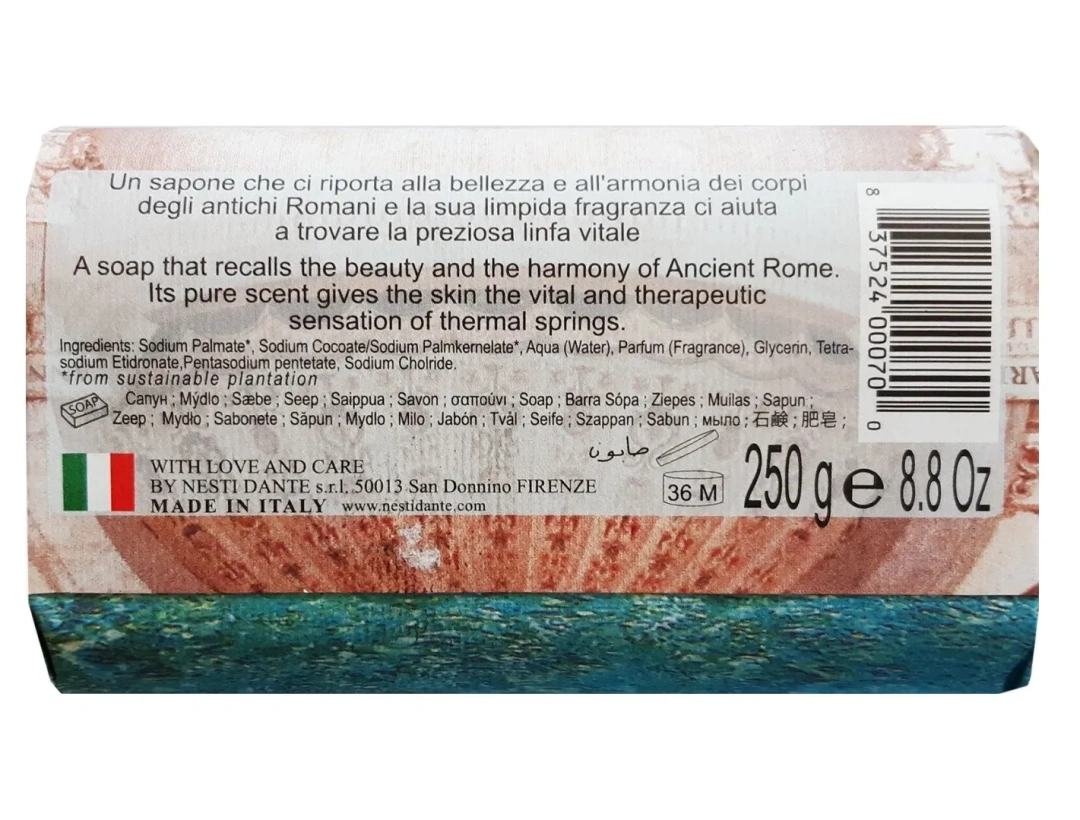 Un sapone che ci riporta alla bellezza e all'armonia dei corpi
degli antichi Romani e la sua limpida fragranza ci aiuta
a trovare la preziosa linfa vitale
A soap that recalls the beauty and the harmony of Ancient Rome.
Its pure scent gives the skin the vital and therapeutic
sensation of thermal springs.
Ingredients: Sodium Palmate*, Sodium Cocoate/Sodium Palmkernelate*, Aqua (Water), Parfum (Fragrance), Glycerin, Tetra-
sodium Etidronate,Pentasodium pentetate, Sodium Cholride.
*from sustainable plantation
SOAP
Сапун ; Mýdlo ; Sæbe ; Seep ; Saippua ; Savon ; σαπούνι ; Soap ; Barra Sópa ; Ziepes ; Muilas ; Sapun ;
Zeep ; Mydło ; Sabonete ; Săpun ; Mydlo ; Milo ; Jabón ; Tvål ; Seife ; Szappan ; Sabun ; мыло ; 石鹸 ; 肥皂 ;
صابون
WITH LOVE AND CARE
BY NESTI DANTE s.r.l. 50013 San Donnino FIRENZE
MADE IN ITALY www.nestidante.com
36 M
250 g e 8.8 Oz
8 37524 00070 0